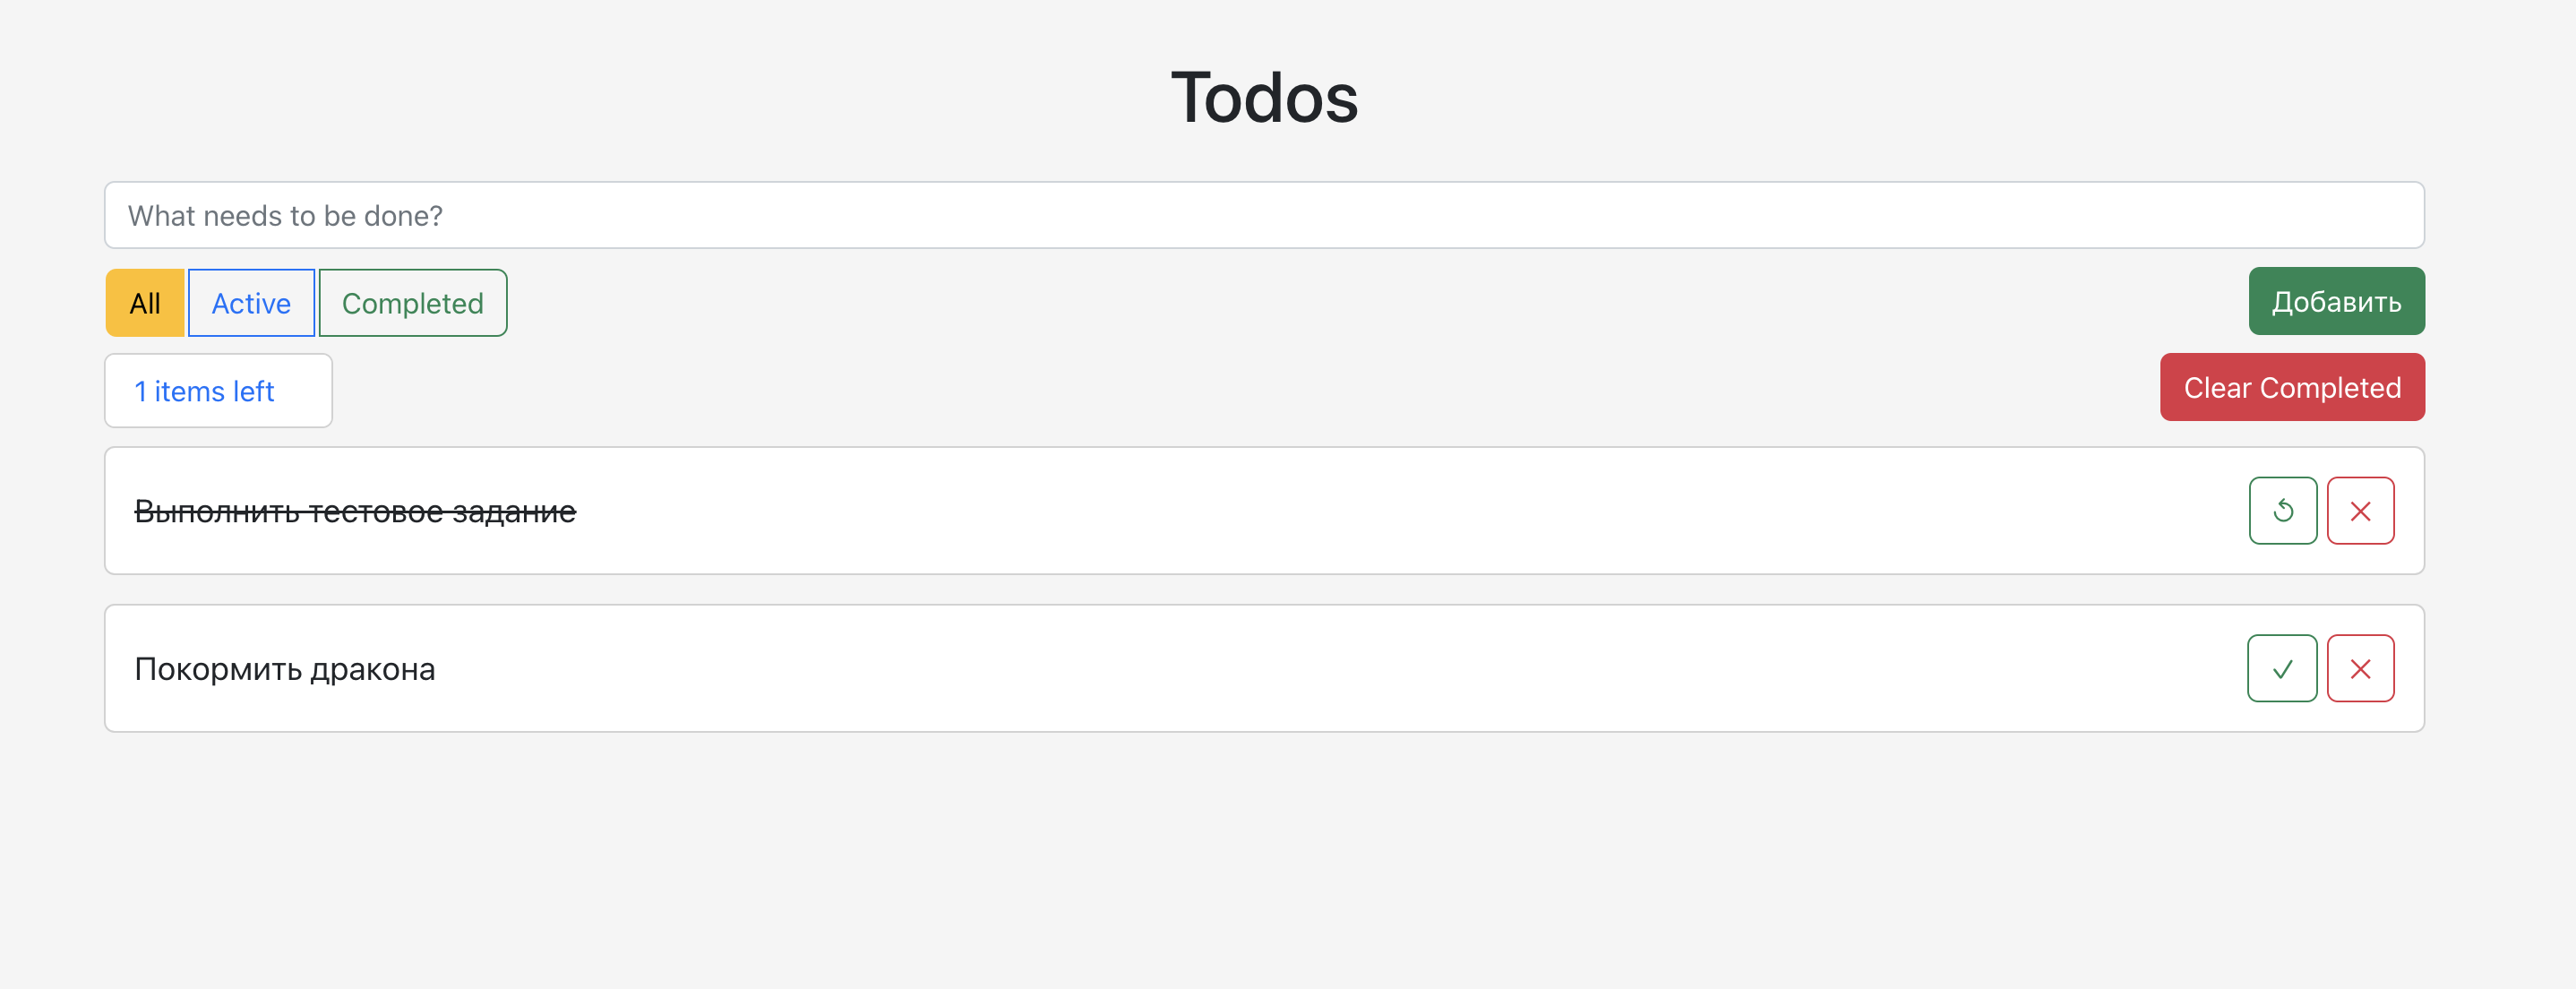 Todos
What needs to be done?
All Active Completed Добавить
1 items left Clear Completed
Выполнить тестовое задание
Покормить дракона